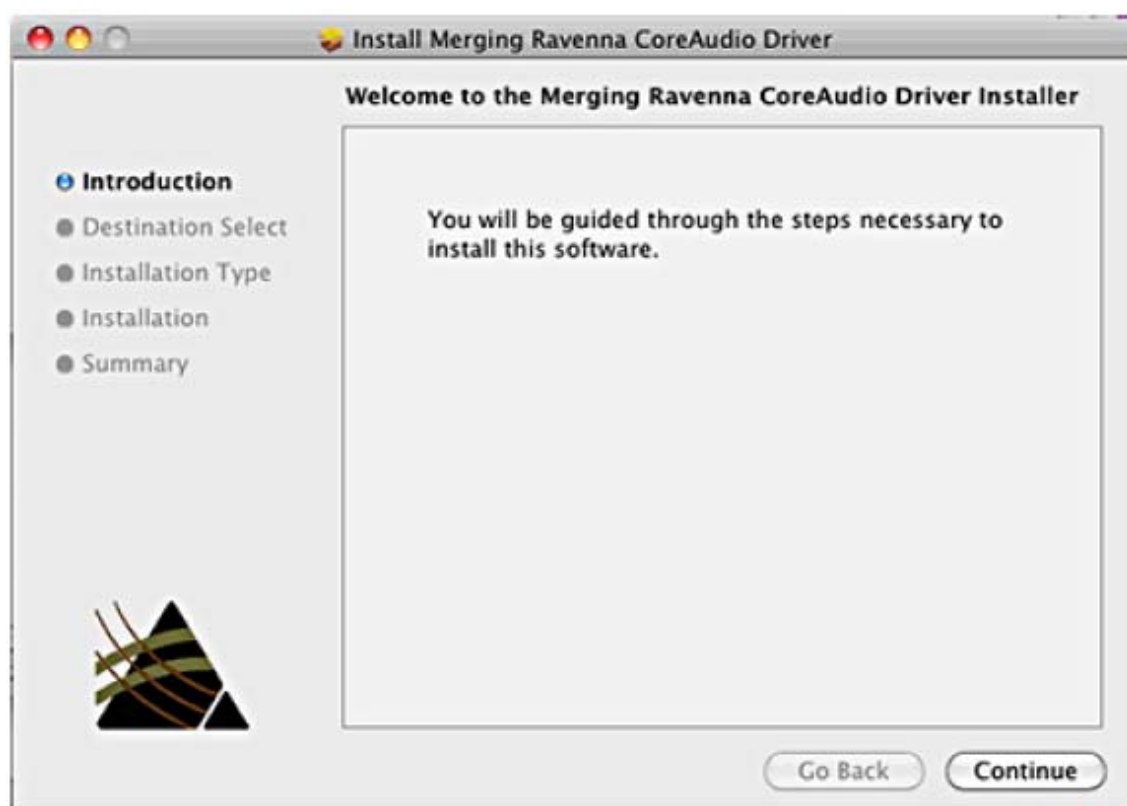 Install Merging Ravenna CoreAudio Driver
Welcome to the Merging Ravenna CoreAudio Driver Installer
Introduction
Destination Select
Installation Type
Installation
Summary
You will be guided through the steps necessary to
install this software.
Go Back
Continue